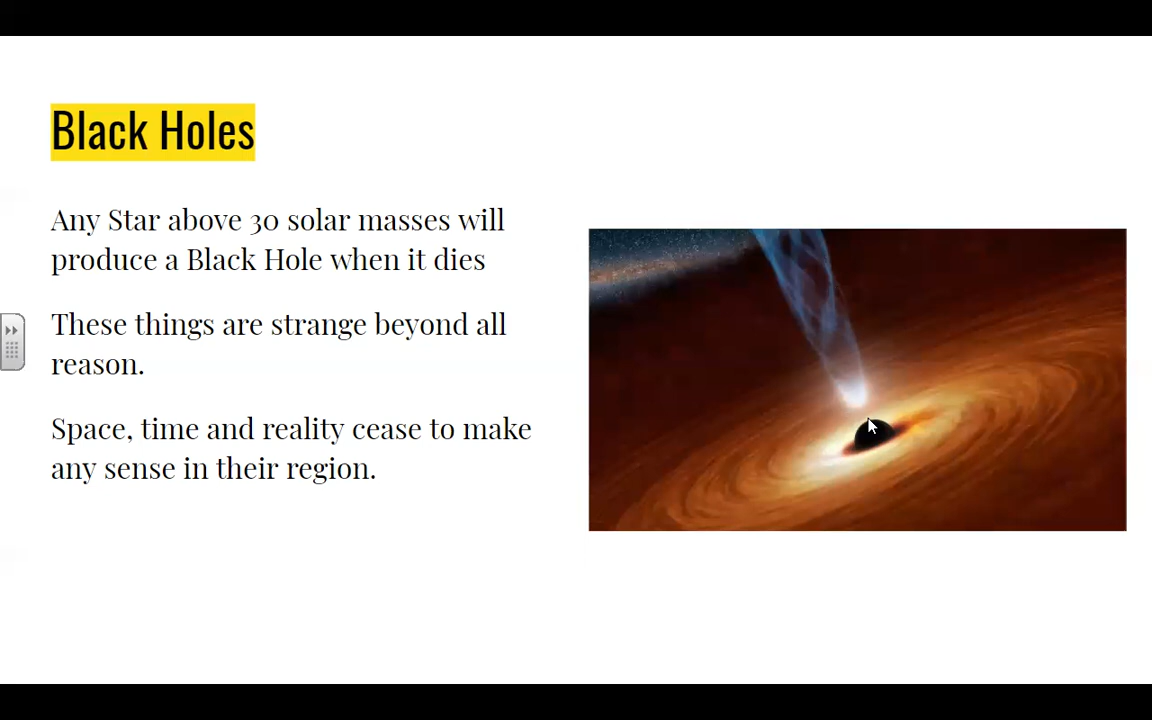 Black Holes
Any Star above 30 solar masses will
produce a Black Hole when it dies
These things are strange beyond all
reason.
Space, time and reality cease to make
any sense in their region.